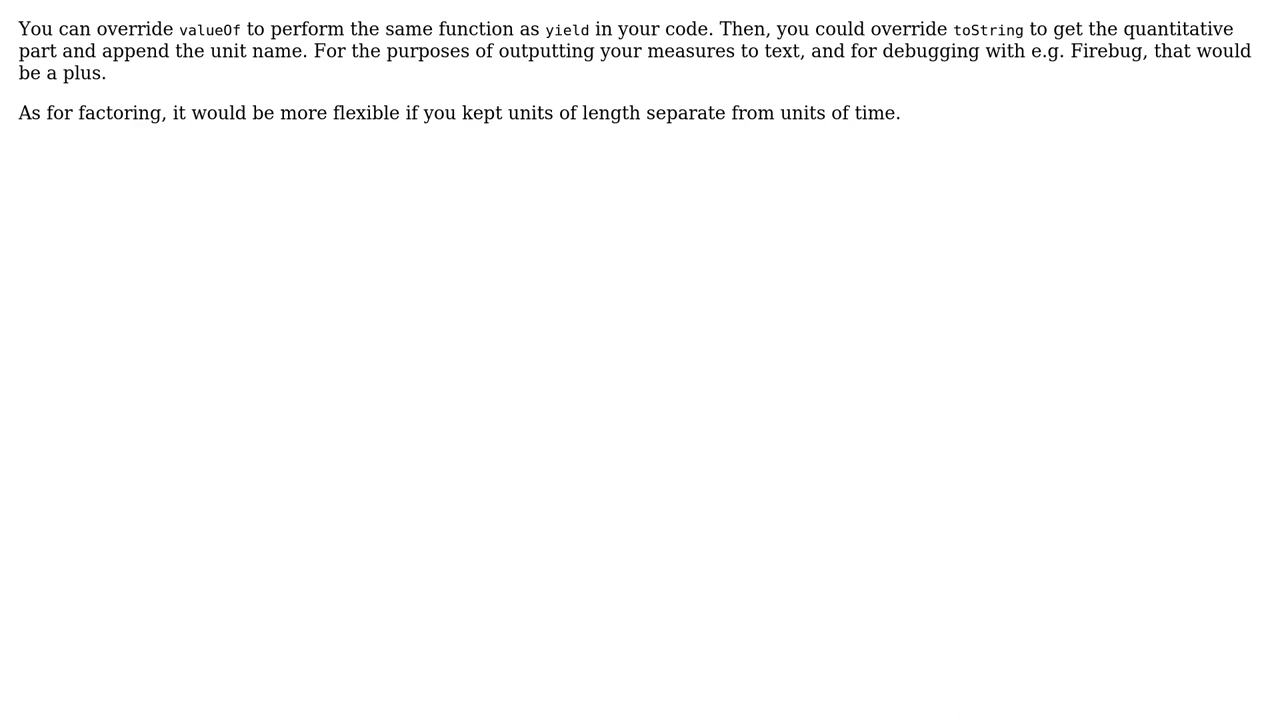 You can override valueOf to perform the same function as yield in your code. Then, you could override toString to get the quantitative
part and append the unit name. For the purposes of outputting your measures to text, and for debugging with e.g. Firebug, that would
be a plus.
As for factoring, it would be more flexible if you kept units of length separate from units of time.